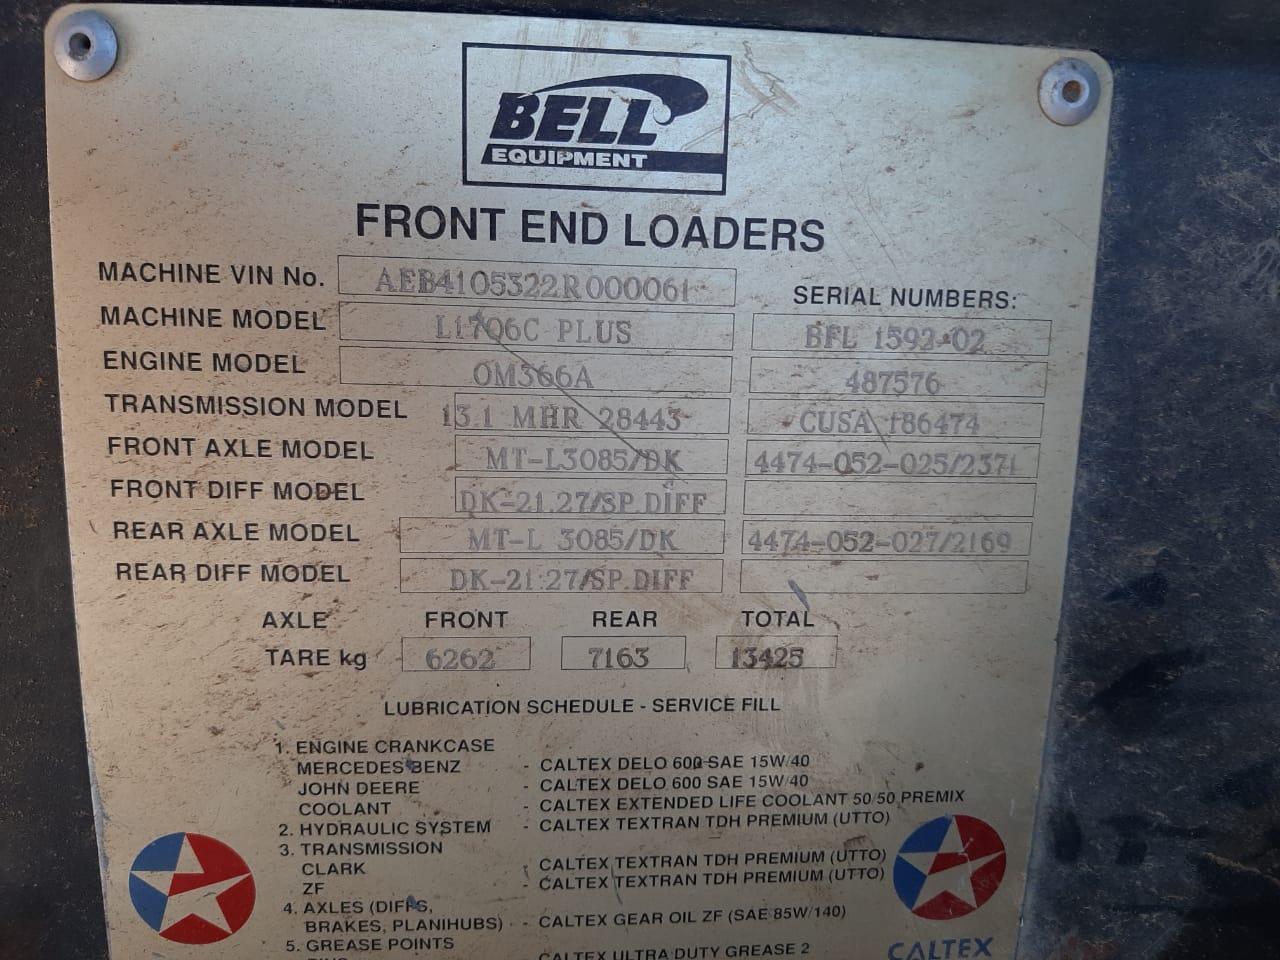 BELL
EQUIPMENT
FRONT END LOADERS
MACHINE VIN No. AEB4105322R000061
SERIAL NUMBERS:
MACHINE MODEL L1706C PLUS BFL 1592-02
ENGINE MODEL OM366A 487576
TRANSMISSION MODEL 13.1 MHR 28443 CUSA 186474
FRONT AXLE MODEL MT-L3085/DK 4474-052-025/2371
FRONT DIFF MODEL DK-21.27/SP.DIFF
REAR AXLE MODEL MT-L 3085/DK 4474-052-027/2169
REAR DIFF MODEL DK-21.27/SP.DIFF
AXLE FRONT REAR TOTAL
TARE kg 6262 7163 13425
LUBRICATION SCHEDULE - SERVICE FILL
1. ENGINE CRANKCASE
MERCEDES BENZ - CALTEX DELO 600 SAE 15W/40
JOHN DEERE - CALTEX DELO 600 SAE 15W/40
COOLANT - CALTEX EXTENDED LIFE COOLANT 50/50 PREMIX
2. HYDRAULIC SYSTEM - CALTEX TEXTRAN TDH PREMIUM (UTTO)
3. TRANSMISSION
CLARK - CALTEX TEXTRAN TDH PREMIUM (UTTO)
ZF - CALTEX TEXTRAN TDH PREMIUM (UTTO)
4. AXLES (DIFFS,
BRAKES, PLANIHUBS) - CALTEX GEAR OIL ZF (SAE 85W/140)
5. GREASE POINTS
CALTEX ULTRA DUTY GREASE 2
CALTEX